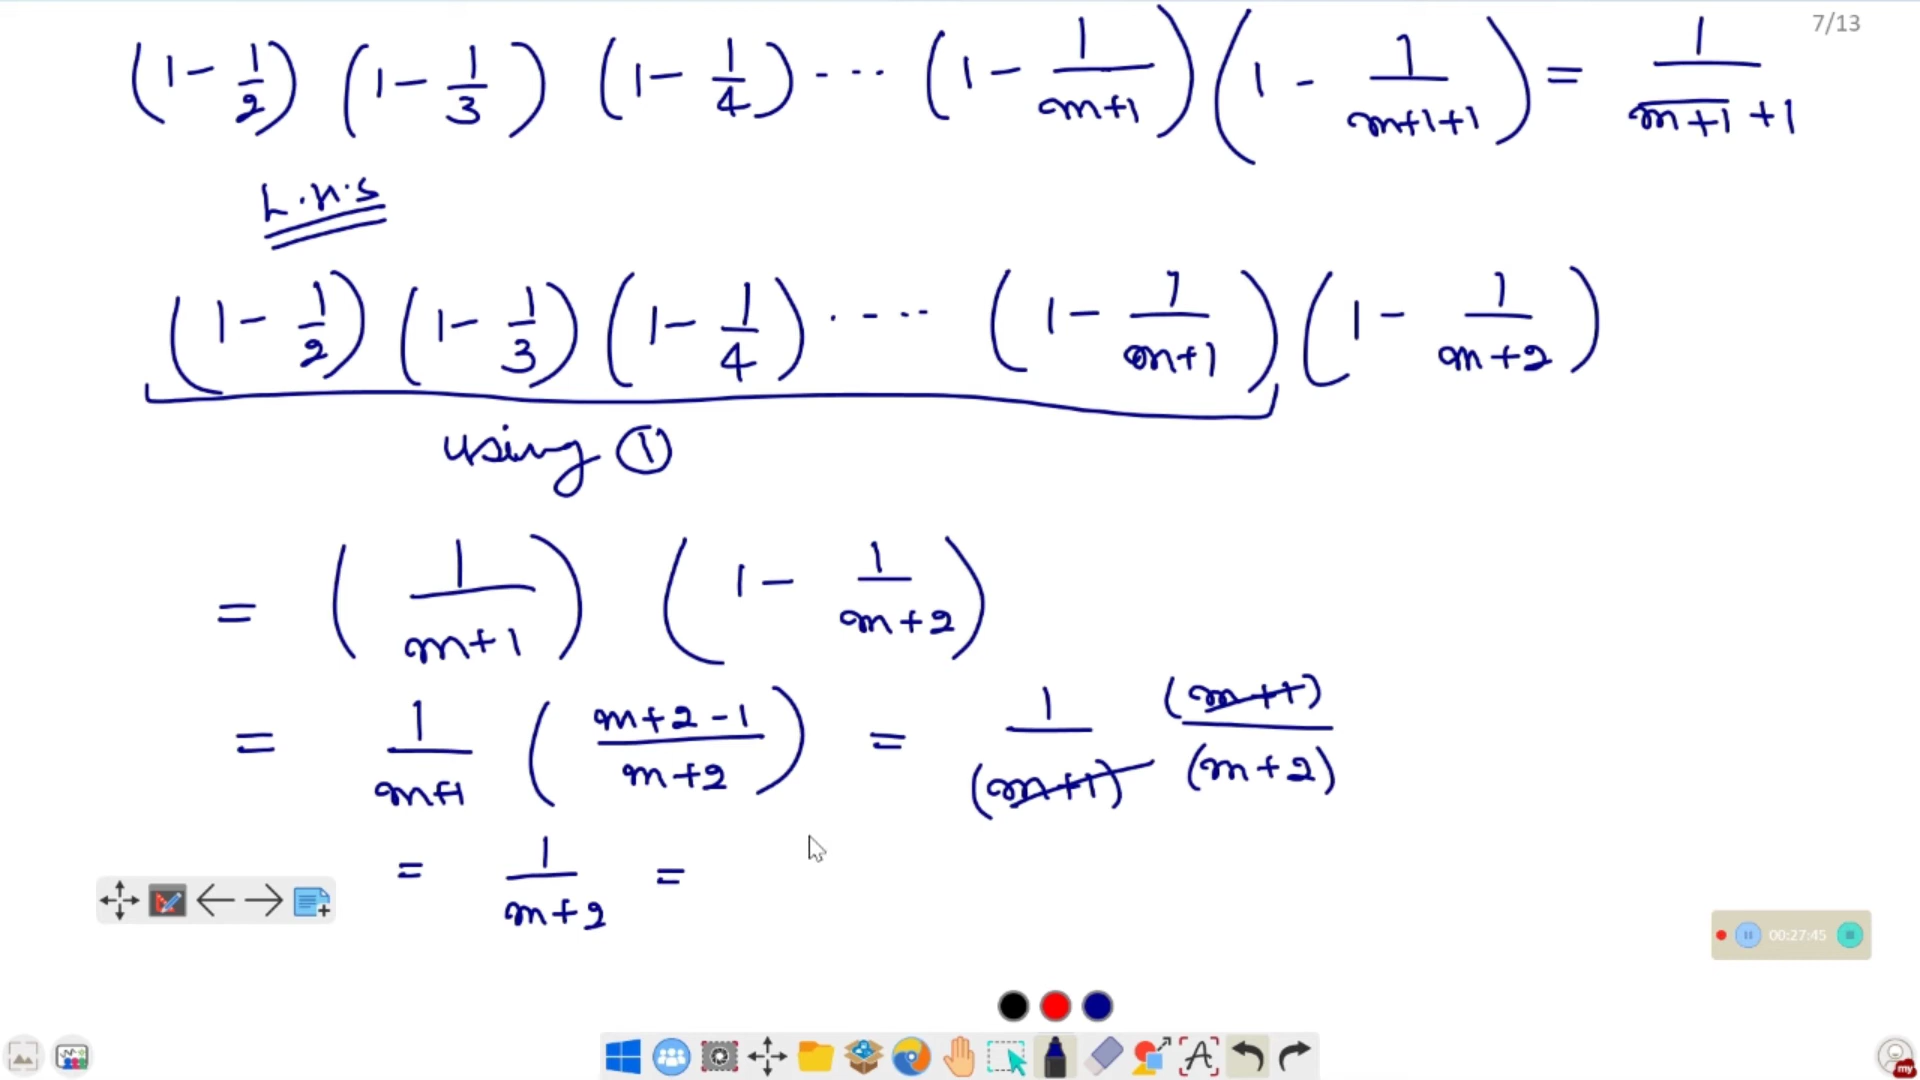 7/13
(1 - 1/2) (1 - 1/3) (1 - 1/4) --- (1 - 1/m+1) (1 - 1/m+1+1) = 1/m+1 +1
L.H.S
(1 - 1/2) (1 - 1/3) (1 - 1/4) ---- (1 - 1/m+1) (1 - 1/m+2)
using ①
= (1/m+1) (1 - 1/m+2)
= 1/m+1 (m+2-1/m+2) = 1/(m+1) (m+1)/(m+2)
= 1/m+2 =
00:27:45
A
my